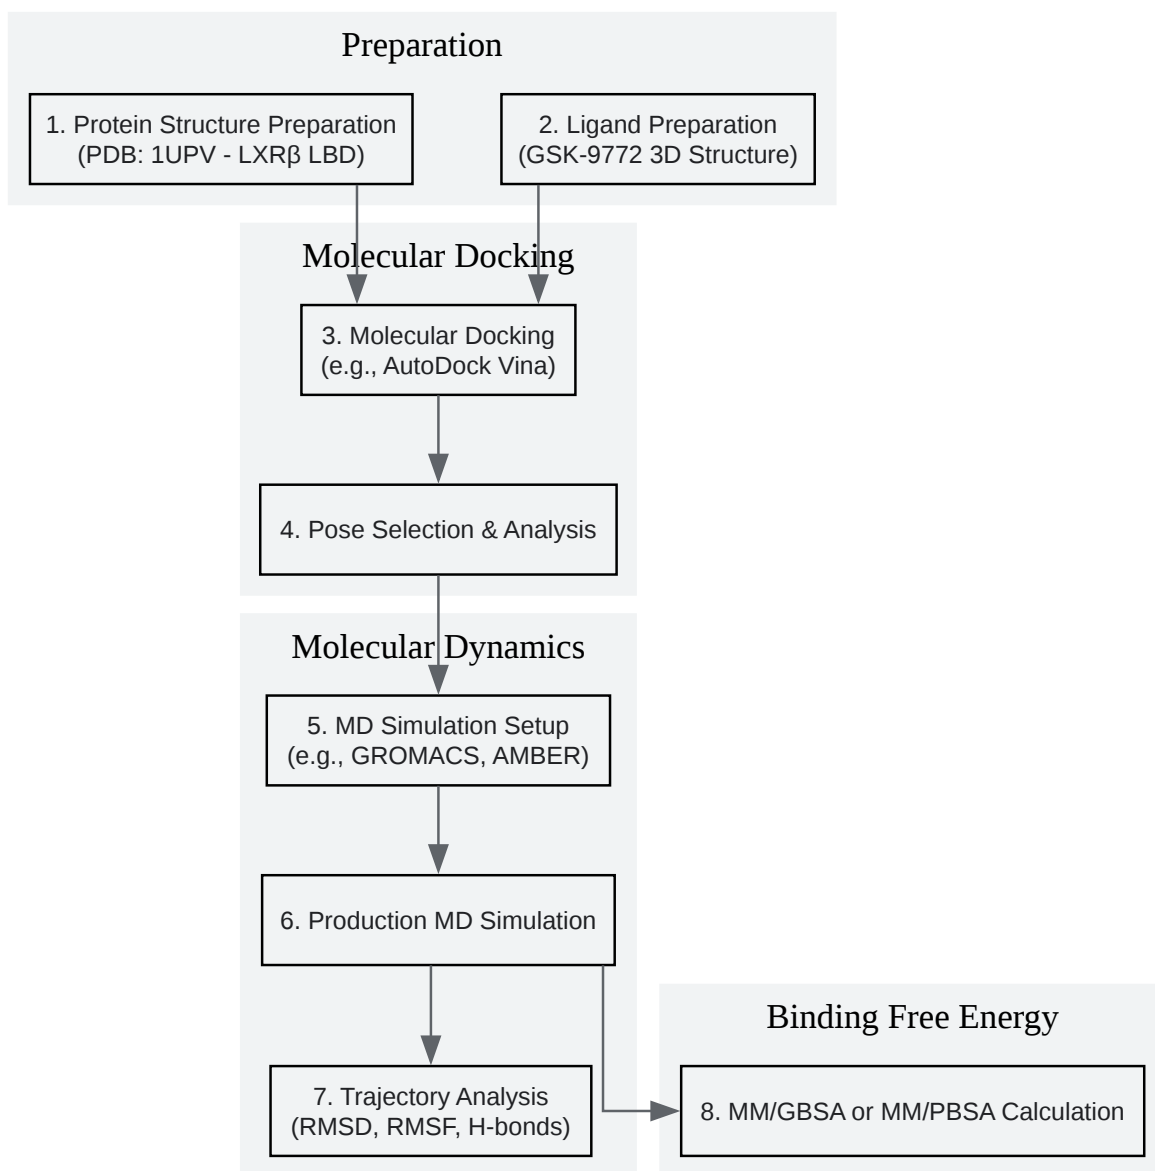 Preparation
1. Protein Structure Preparation
(PDB: 1UPV - LXRβ LBD)
2. Ligand Preparation
(GSK-9772 3D Structure)
Molecular Docking
3. Molecular Docking
(e.g., AutoDock Vina)
4. Pose Selection & Analysis
Molecular Dynamics
5. MD Simulation Setup
(e.g., GROMACS, AMBER)
6. Production MD Simulation
7. Trajectory Analysis
(RMSD, RMSF, H-bonds)
Binding Free Energy
8. MM/GBSA or MM/PBSA Calculation